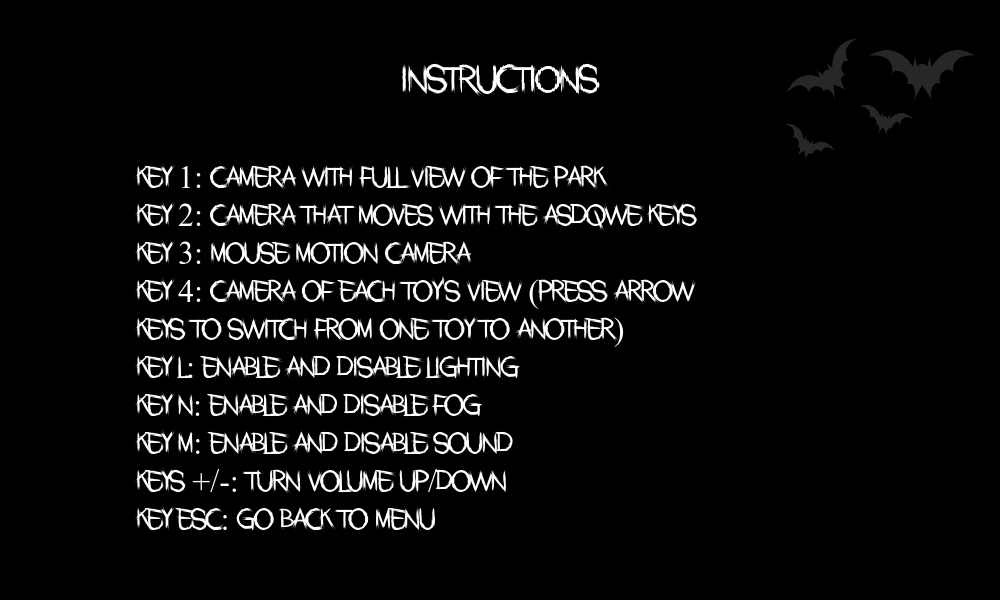 INSTRUCTIONS
KEY 1: CAMERA WITH FULL VIEW OF THE PARK
KEY 2: CAMERA THAT MOVES WITH THE ASDQWE KEYS
KEY 3: MOUSE MOTION CAMERA
KEY 4: CAMERA OF EACH TOY'S VIEW (PRESS ARROW
KEYS TO SWITCH FROM ONE TOY TO ANOTHER)
KEY L: ENABLE AND DISABLE LIGHTING
KEY N: ENABLE AND DISABLE FOG
KEY M: ENABLE AND DISABLE SOUND
KEYS +/-: TURN VOLUME UP/DOWN
KEY ESC: GO BACK TO MENU